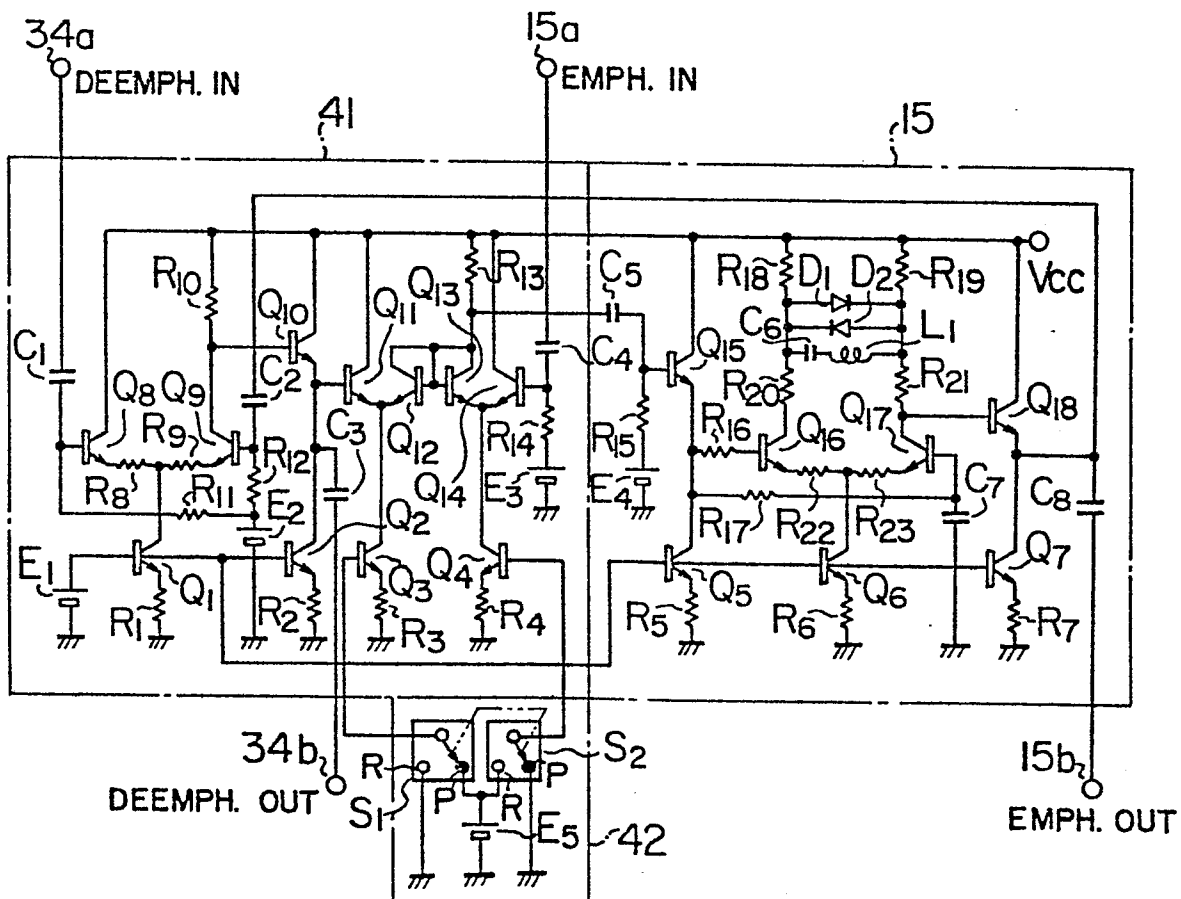 34a
DEEMPH. IN
15a
EMPH. IN
41
15
R10
R13
C5
R18
D1
D2
R19
VCC
Q13
Q10
Q11
C6
L1
C1
C2
C4
Q15
R20
R21
Q8
Q9
R9
C3
Q12
R14
R15
R16
Q16
Q17
Q18
R8
R11
R12
E2
Q14
E3
E4
R17
R22
R23
C7
C8
E1
Q1
Q2
Q3
Q4
Q5
Q6
Q7
R1
R2
R3
R4
R5
R6
R7
34b
DEEMPH. OUT
R
P
S1
R
P
S2
E5
42
15b
EMPH. OUT